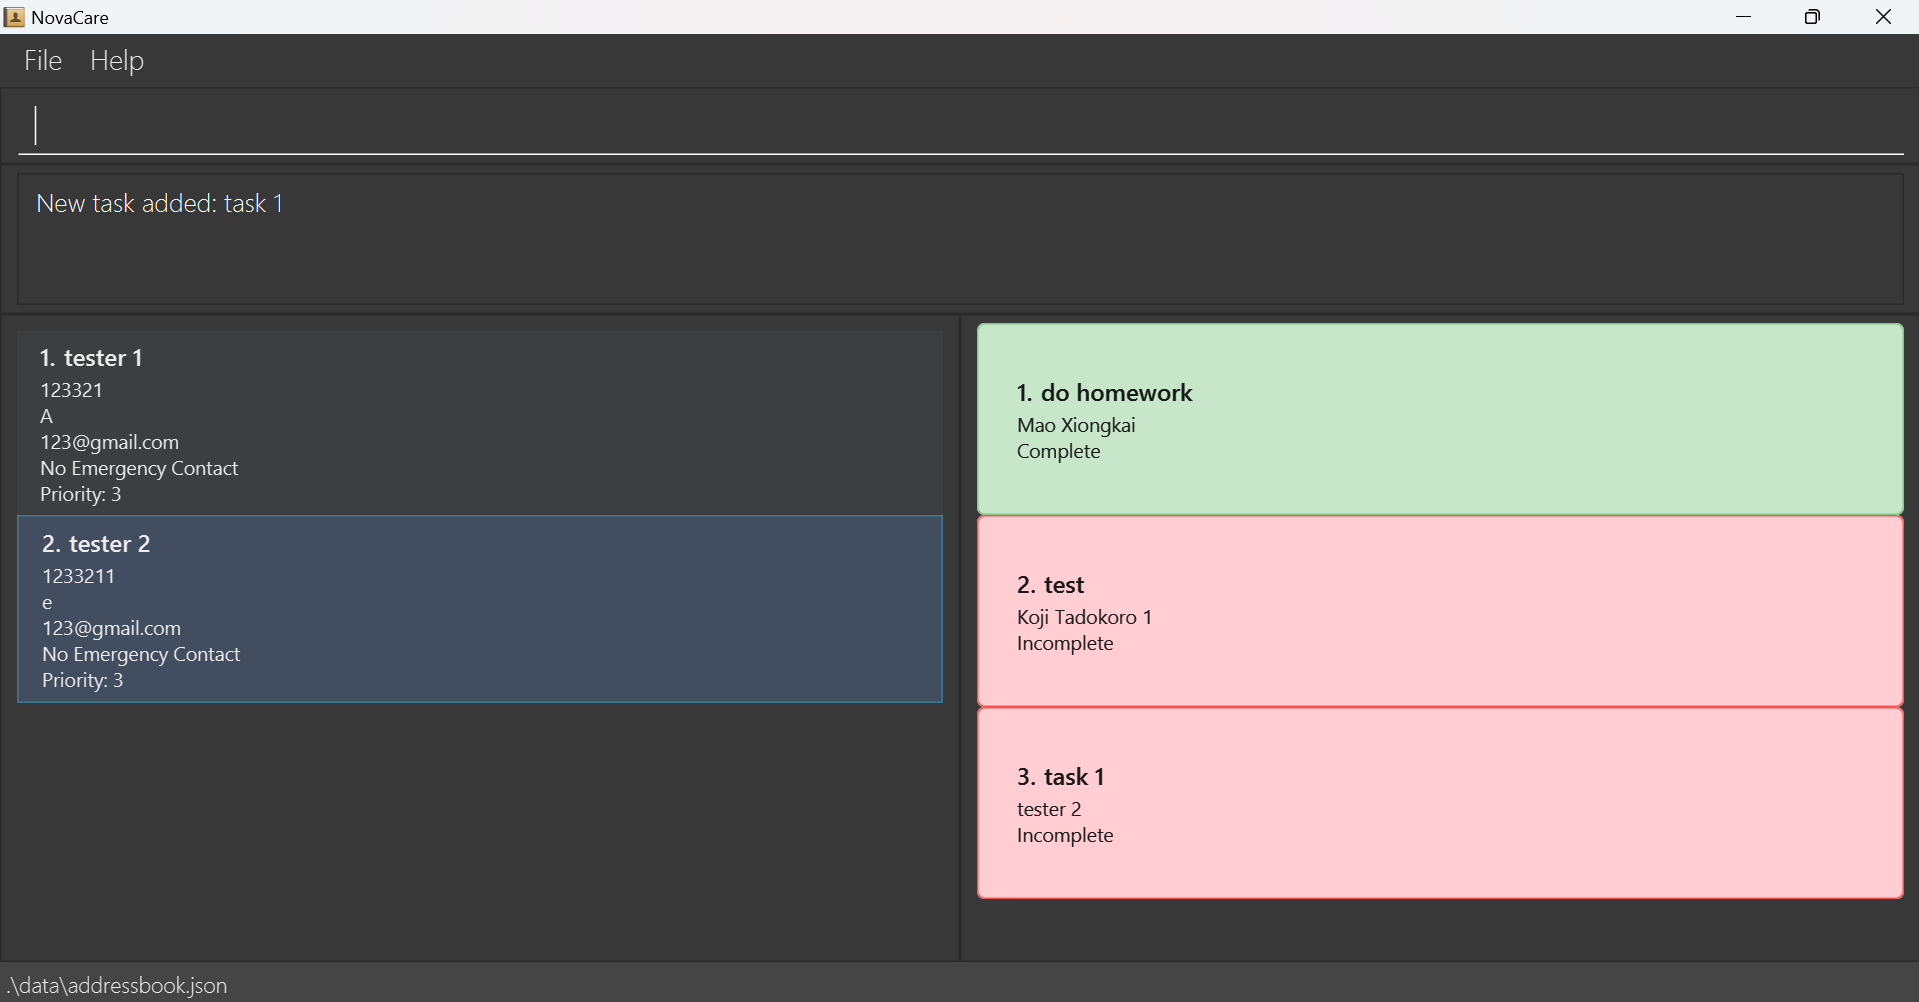 NovaCare
File Help
New task added: task 1
1. tester 1
123321
A
123@gmail.com
No Emergency Contact
Priority: 3
2. tester 2
1233211
e
123@gmail.com
No Emergency Contact
Priority: 3
1. do homework
Mao Xiongkai
Complete
2. test
Koji Tadokoro 1
Incomplete
3. task 1
tester 2
Incomplete
.\data\addressbook.json